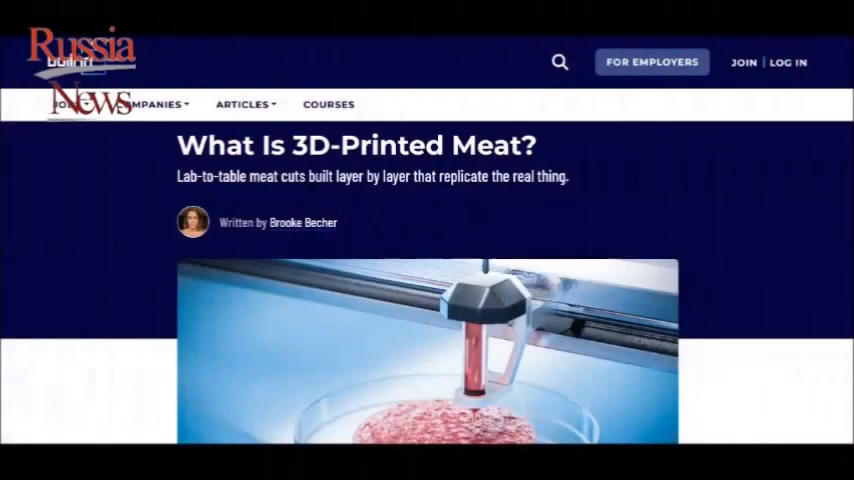 Russia
News
FOR EMPLOYERS
JOIN | LOG IN
COMPANIES
ARTICLES
COURSES
What Is 3D-Printed Meat?
Lab-to-table meat cuts built layer by layer that replicate the real thing.
Written by Brooke Becher